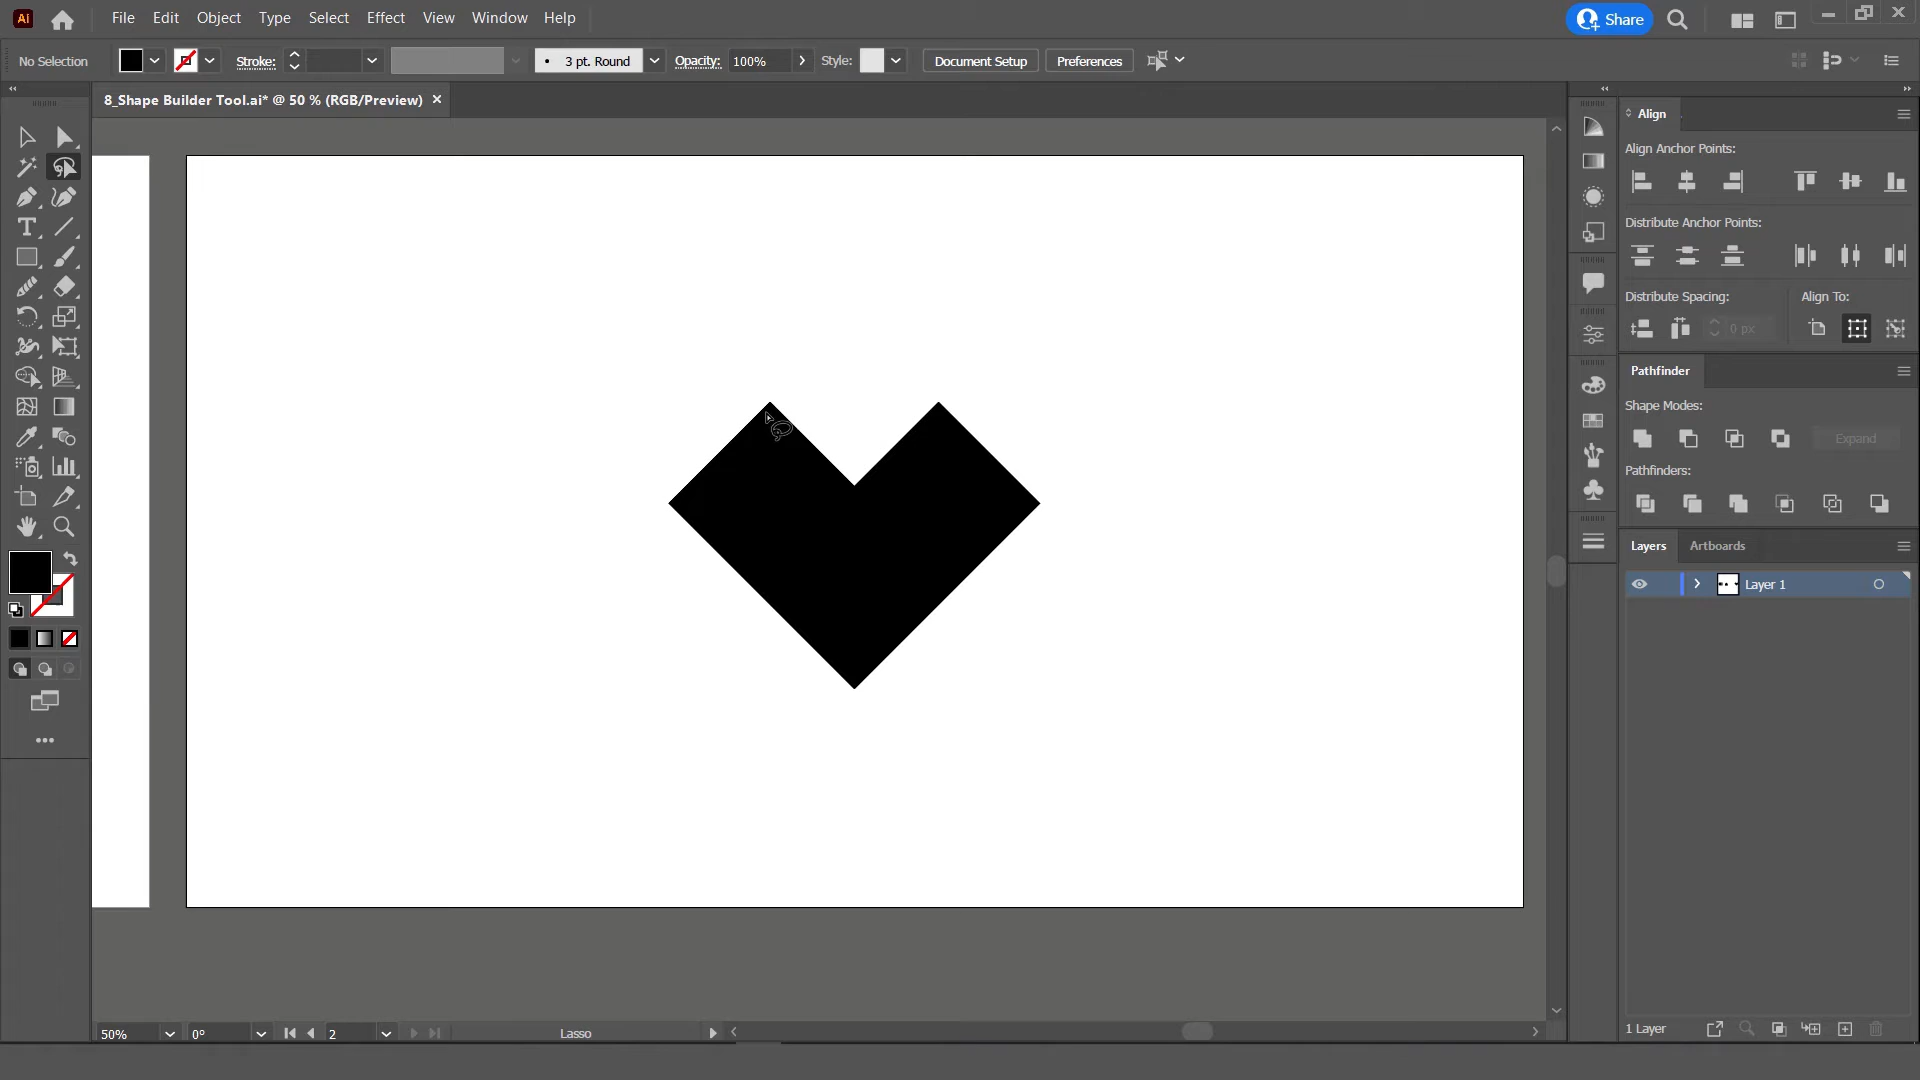 Ai File Edit Object Type Select Effect View Window Help Share
No Selection Stroke: 3 pt. Round Opacity: 100% Style: Document Setup Preferences
8_Shape Builder Tool.ai* @ 50 % (RGB/Preview)
Align
Align Anchor Points:
Distribute Anchor Points:
Distribute Spacing: Align To:
0 px
Pathfinder
Shape Modes:
Expand
Pathfinders:
Layers Artboards
Layer 1
1 Layer
50% 0° 2 Lasso